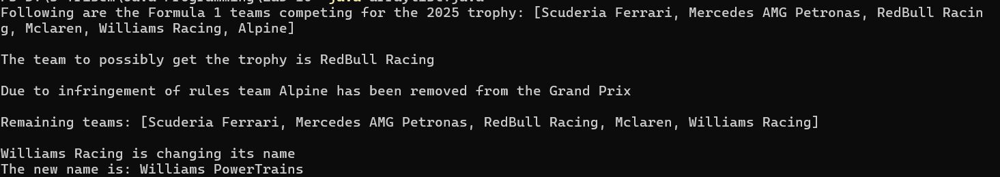 Following are the Formula 1 teams competing for the 2025 trophy: [Scuderia Ferrari, Mercedes AMG Petronas, RedBull Racin
g, Mclaren, Williams Racing, Alpine]
The team to possibly get the trophy is RedBull Racing
Due to infringement of rules team Alpine has been removed from the Grand Prix
Remaining teams: [Scuderia Ferrari, Mercedes AMG Petronas, RedBull Racing, Mclaren, Williams Racing]
Williams Racing is changing its name
The new name is: Williams PowerTrains